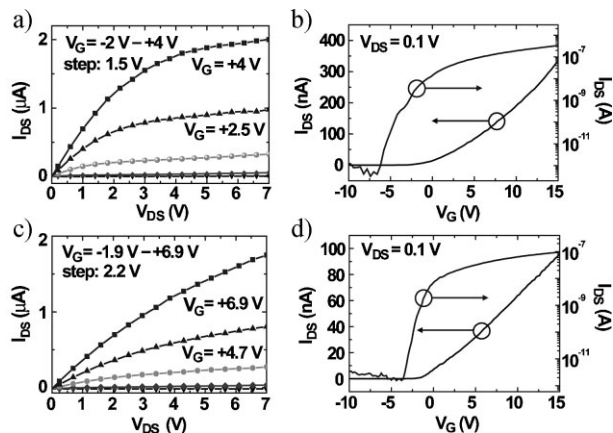 a)
V_G = -2 V – +4 V
step: 1.5 V
V_G = +4 V
V_G = +2.5 V
I_DS (μA)
2
1
0
0 1 2 3 4 5 6 7
V_DS (V)
b)
V_DS = 0.1 V
I_DS (nA)
400
300
200
100
0
-10 -5 0 5 10 15
V_G (V)
10^-7
10^-9
10^-11
I_DS (A)
c)
V_G = -1.9 V – +6.9 V
step: 2.2 V
V_G = +6.9 V
V_G = +4.7 V
I_DS (μA)
2
1
0
0 1 2 3 4 5 6 7
V_DS (V)
d)
V_DS = 0.1 V
I_DS (nA)
100
80
60
40
20
0
-10 -5 0 5 10 15
V_G (V)
10^-7
10^-9
10^-11
I_DS (A)